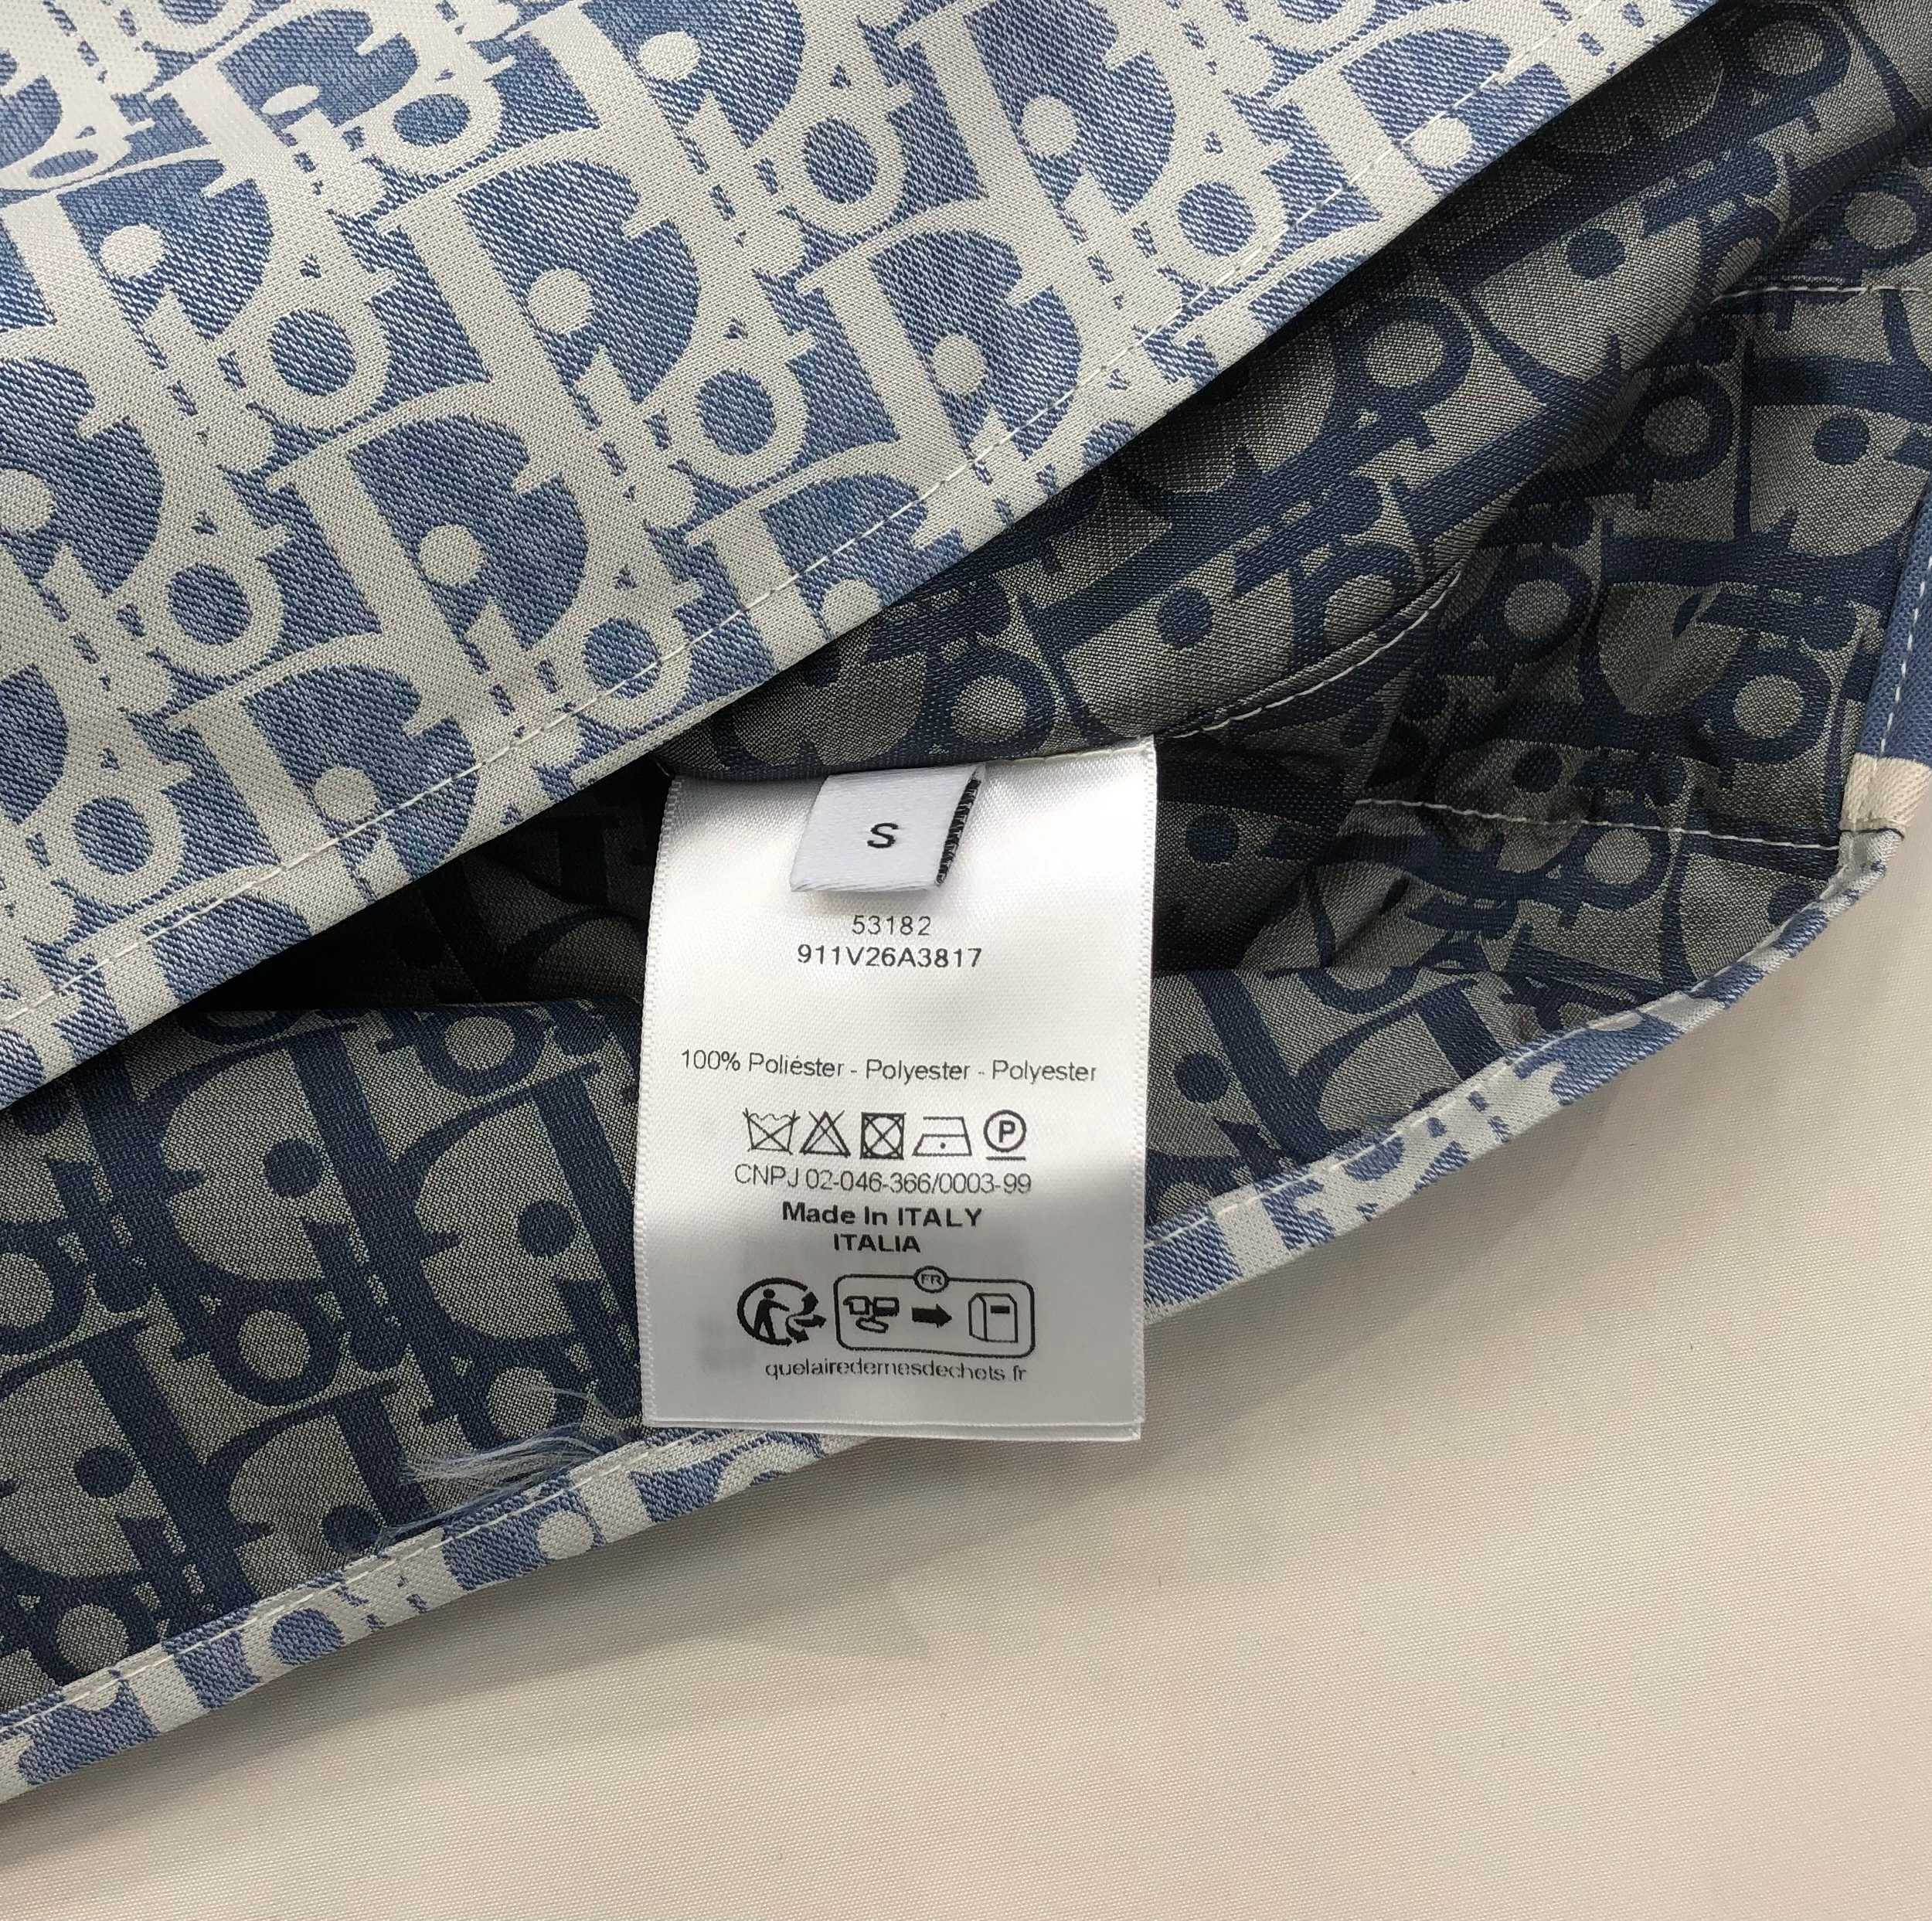 S
53182
911V26A3817
100% Poliéster - Polyester - Polyester
P
CNPJ 02-046-366/0003-99
Made In ITALY
ITALIA
FR
quelairedemesdechets.fr